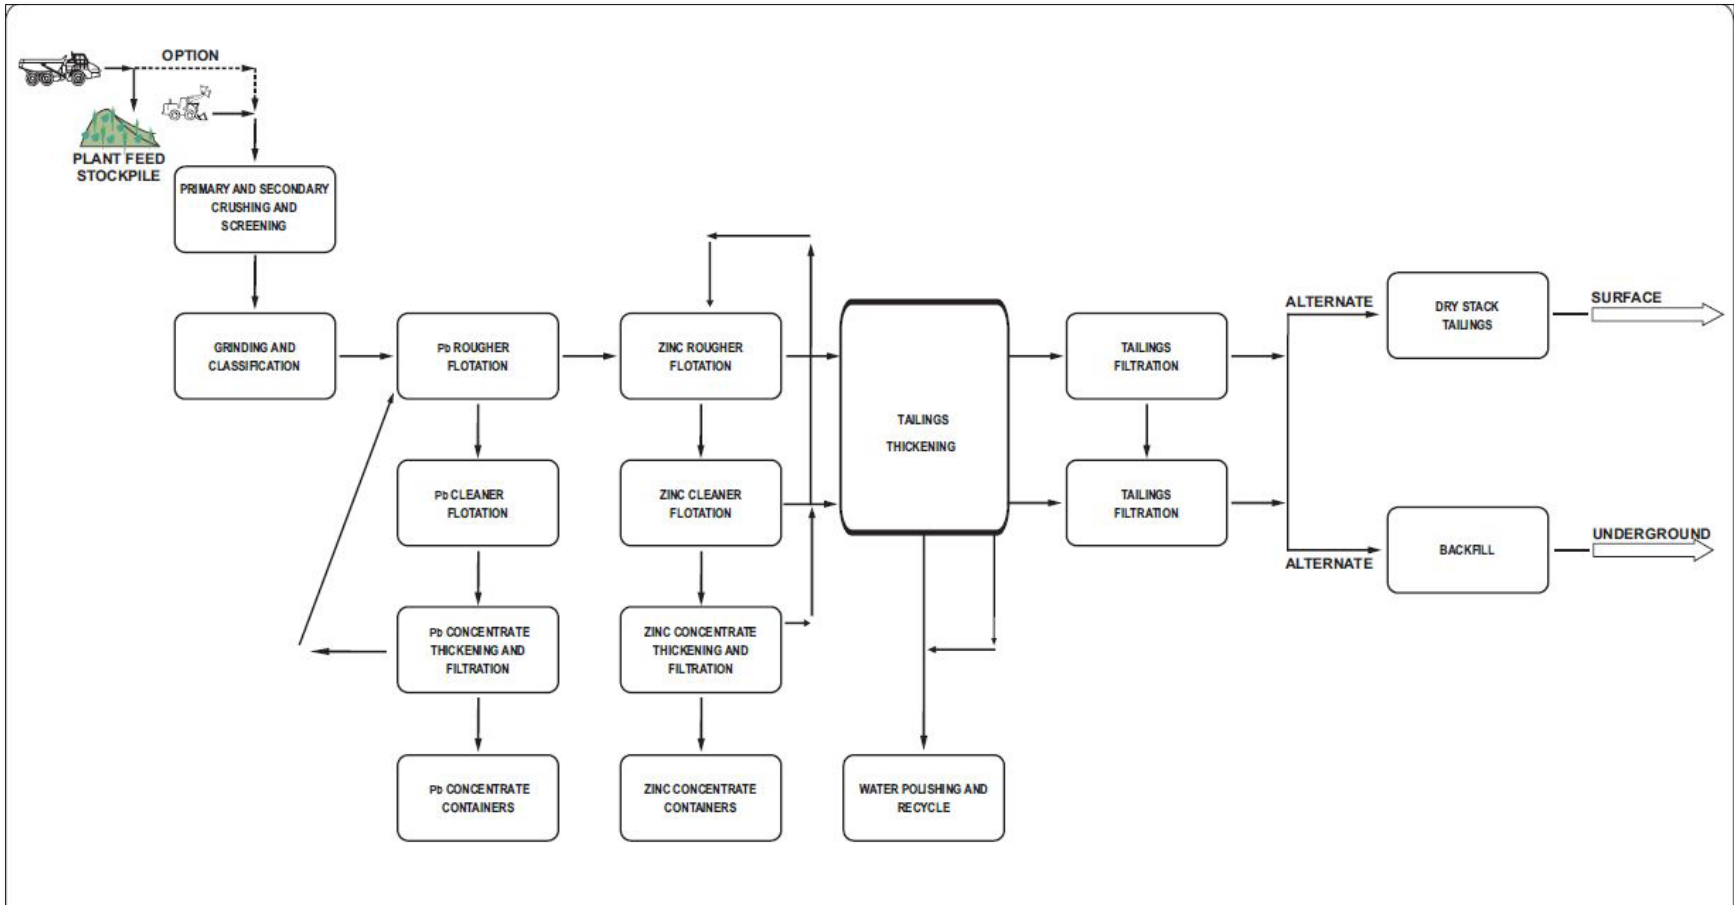 OPTION
PLANT FEED
STOCKPILE
PRIMARY AND SECONDARY
CRUSHING AND
SCREENING
GRINDING AND
CLASSIFICATION
Pb ROUGHER
FLOTATION
ZINC ROUGHER
FLOTATION
TAILINGS
THICKENING
TAILINGS
FILTRATION
ALTERNATE
DRY STACK
TAILINGS
SURFACE
Pb CLEANER
FLOTATION
ZINC CLEANER
FLOTATION
TAILINGS
FILTRATION
ALTERNATE
BACKFILL
UNDERGROUND
Pb CONCENTRATE
THICKENING AND
FILTRATION
ZINC CONCENTRATE
THICKENING AND
FILTRATION
Pb CONCENTRATE
CONTAINERS
ZINC CONCENTRATE
CONTAINERS
WATER POLISHING AND
RECYCLE